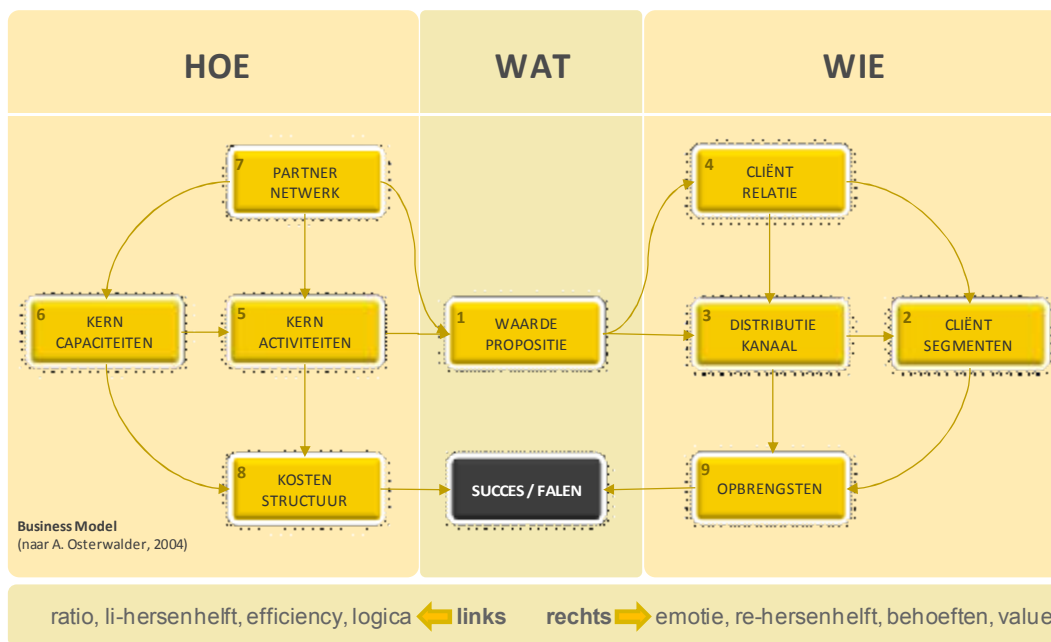 HOE
WAT
WIE
7
PARTNER
NETWERK
4
CLIËNT
RELATIE
6
KERN
CAPACITEITEN
5
KERN
ACTIVITEITEN
1
WAARDE
PROPOSITIE
3
DISTRIBUTIE
KANAAL
2
CLIËNT
SEGMENTEN
8
KOSTEN
STRUCTUUR
SUCCES / FALEN
9
OPBRENGSTEN
Business Model
(naar A. Osterwalder, 2004)
ratio, li-hersenhelft, efficiency, logica links rechts emotie, re-hersenhelft, behoeften, value